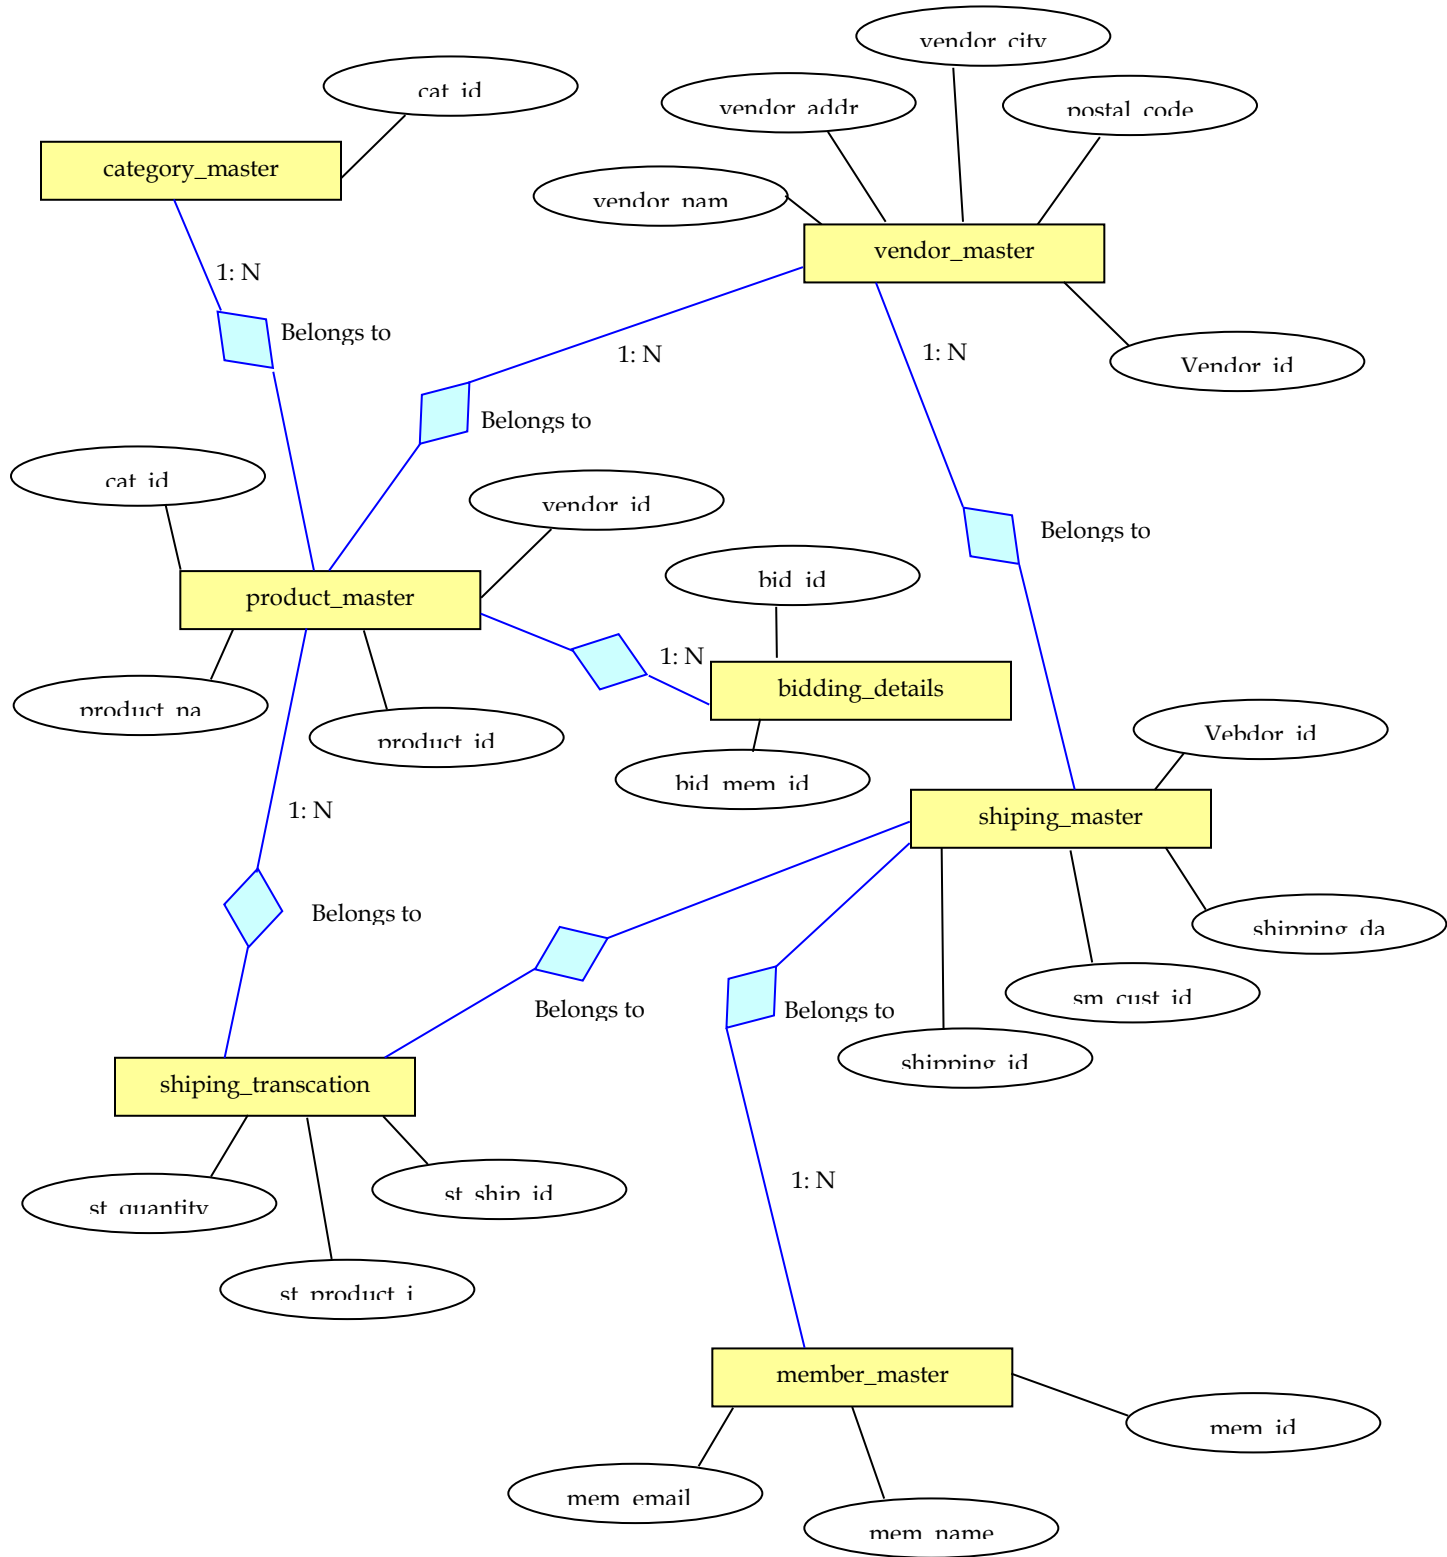 vendor_city
cat_id
vendor_addr
postal_code
category_master
vendor_nam
vendor_master
1: N
Belongs to
1: N
1: N
Vendor_id
Belongs to
cat_id
vendor_id
Belongs to
bid_id
product_master
1: N
bidding_details
product_na
product_id
Vebdor_id
bid_mem_id
1: N
shiping_master
Belongs to
shipping_da
sm_cust_id
Belongs to
Belongs to
shipping_id
shiping_transcation
1: N
st_quantity
st_ship_id
st_product_i
member_master
mem_id
mem_email
mem_name